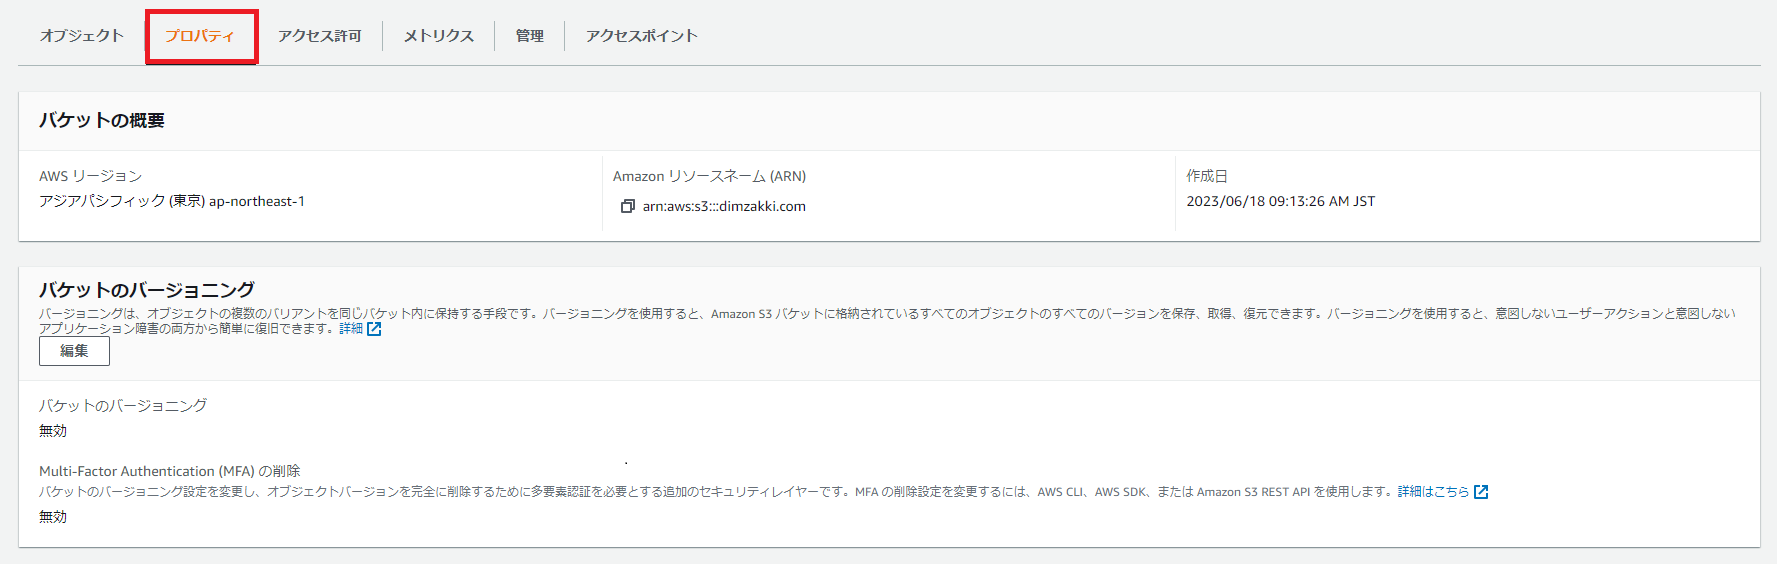 オブジェクト プロパティ アクセス許可 メトリクス 管理 アクセスポイント
バケットの概要
AWS リージョン
アジアパシフィック (東京) ap-northeast-1
Amazon リソースネーム (ARN)
arn:aws:s3:::dimzakki.com
作成日
2023/06/18 09:13:26 AM JST
バケットのバージョニング
バージョニングは、オブジェクトの複数のバリアントを同じバケット内に保持する手段です。バージョニングを使用すると、Amazon S3 バケットに格納されているすべてのオブジェクトのすべてのバージョンを保存、取得、復元できます。バージョニングを使用すると、意図しないユーザーアクションと意図しない
アプリケーション障害の両方から簡単に復旧できます。詳細
編集
バケットのバージョニング
無効
Multi-Factor Authentication (MFA) の削除
バケットのバージョニング設定を変更し、オブジェクトバージョンを完全に削除するために多要素認証を必要とする追加のセキュリティレイヤーです。MFA の削除設定を変更するには、AWS CLI、AWS SDK、または Amazon S3 REST API を使用します。詳細はこちら
無効